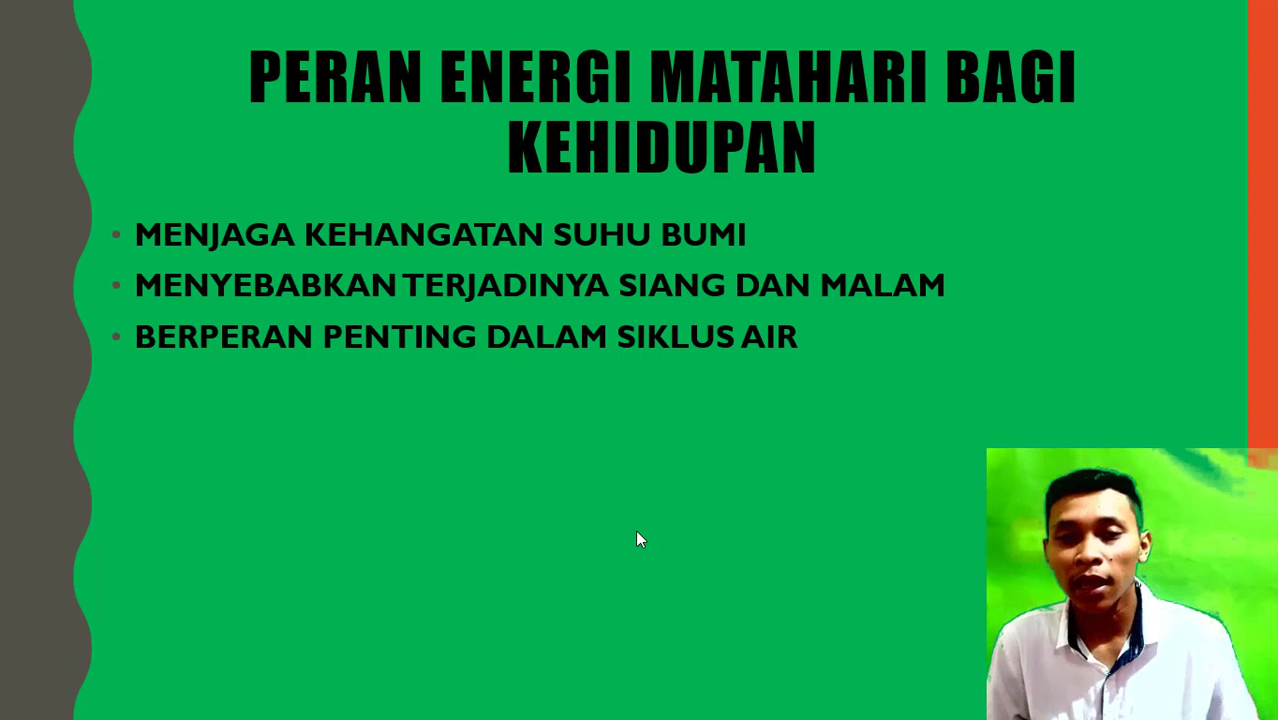 PERAN ENERGI MATAHARI BAGI
KEHIDUPAN
• MENJAGA KEHANGATAN SUHU BUMI
• MENYEBABKAN TERJADINYA SIANG DAN MALAM
• BERPERAN PENTING DALAM SIKLUS AIR